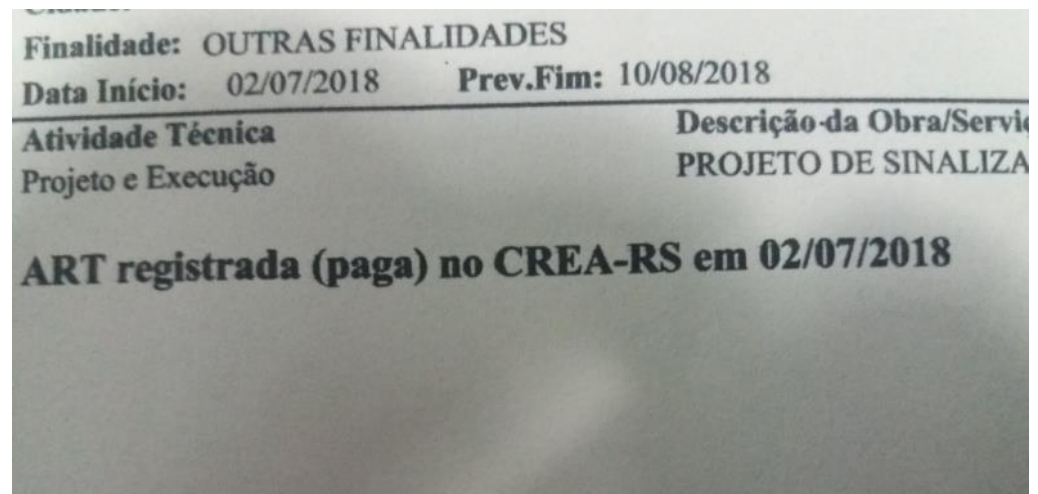 Finalidade: OUTRAS FINALIDADES
Data Início: 02/07/2018 Prev.Fim: 10/08/2018
Atividade Técnica Descrição da Obra/Servi
Projeto e Execução PROJETO DE SINALIZA
ART registrada (paga) no CREA-RS em 02/07/2018